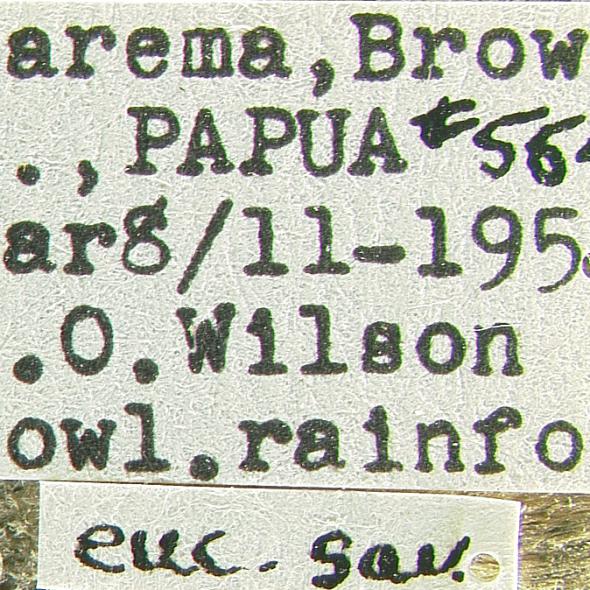 arema, Brow
., PAPUA #56
ar8/11-195
.O.Wilson
owl.rainfo
euc. sav.